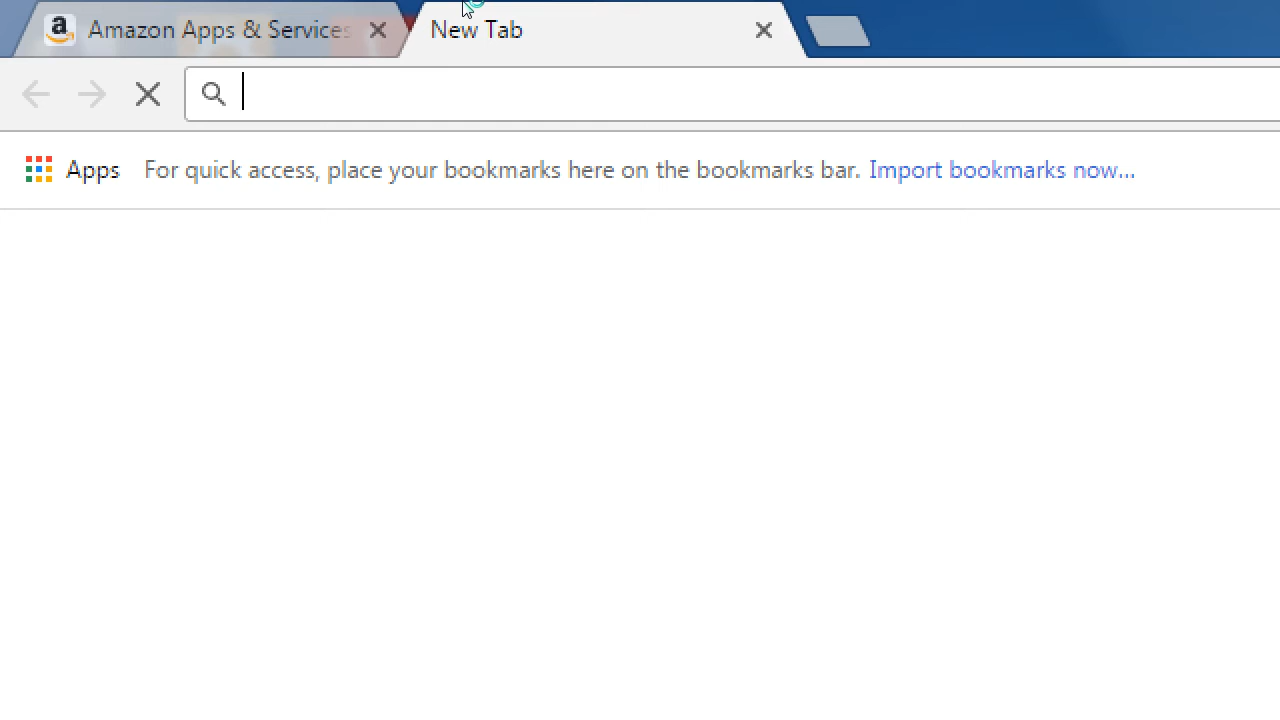 Amazon Apps & Services
New Tab
Apps
For quick access, place your bookmarks here on the bookmarks bar. Import bookmarks now...